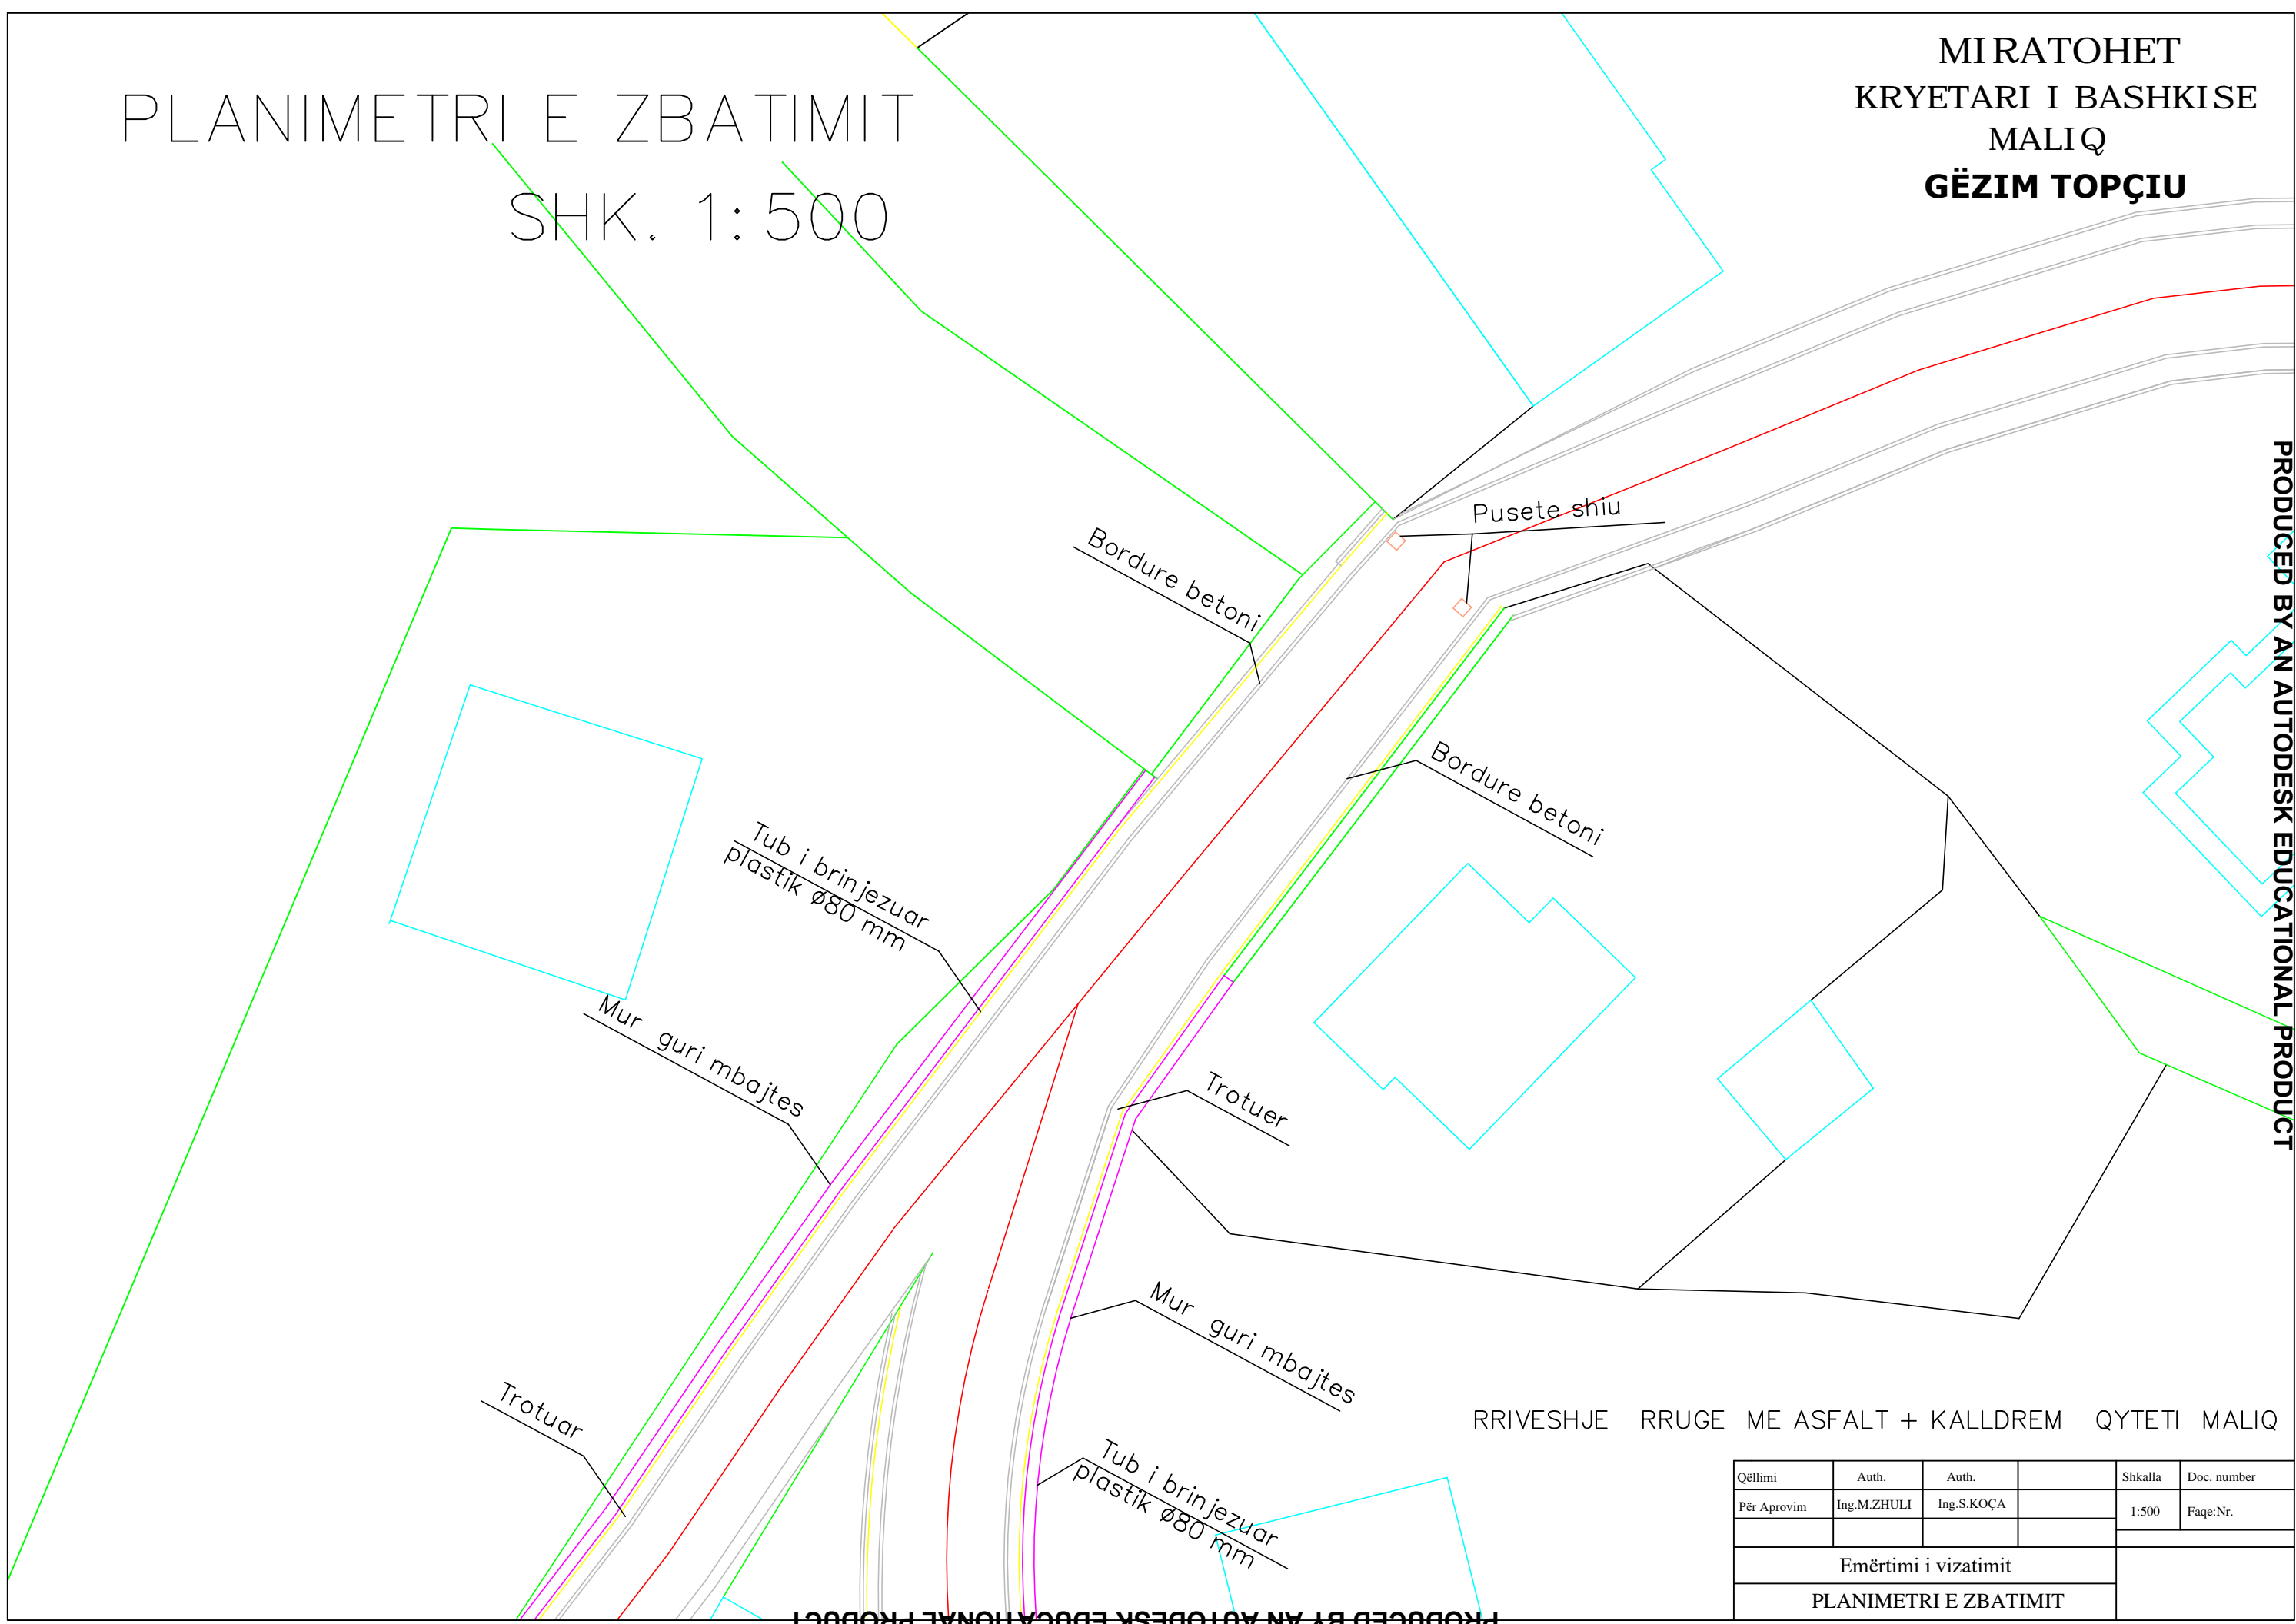 PLANIMETRI E ZBATIMIT
SHK. 1:500
MIRATOHET
KRYETARI I BASHKISE
MALIQ
GËZIM TOPÇIU
Pusete shiu
Bordure betoni
Bordure betoni
Tub i brinjezuar
plastik ø80 mm
Mur guri mbajtes
Trotuer
Mur guri mbajtes
Trotuar
Tub i brinjezuar
plastik ø80 mm
PRODUCED BY AN AUTODESK EDUCATIONAL PRODUCT
RRIVESHJE RRUGE ME ASFALT + KALLDREM QYTETI MALIQ
Qëllimi Auth. Auth. Shkalla Doc. number
Për Aprovim Ing.M.ZHULI Ing.S.KOÇA 1:500 Faqe:Nr.
Emërtimi i vizatimit
PLANIMETRI E ZBATIMIT
PRODUCED BY AN AUTODESK EDUCATIONAL PRODUCT